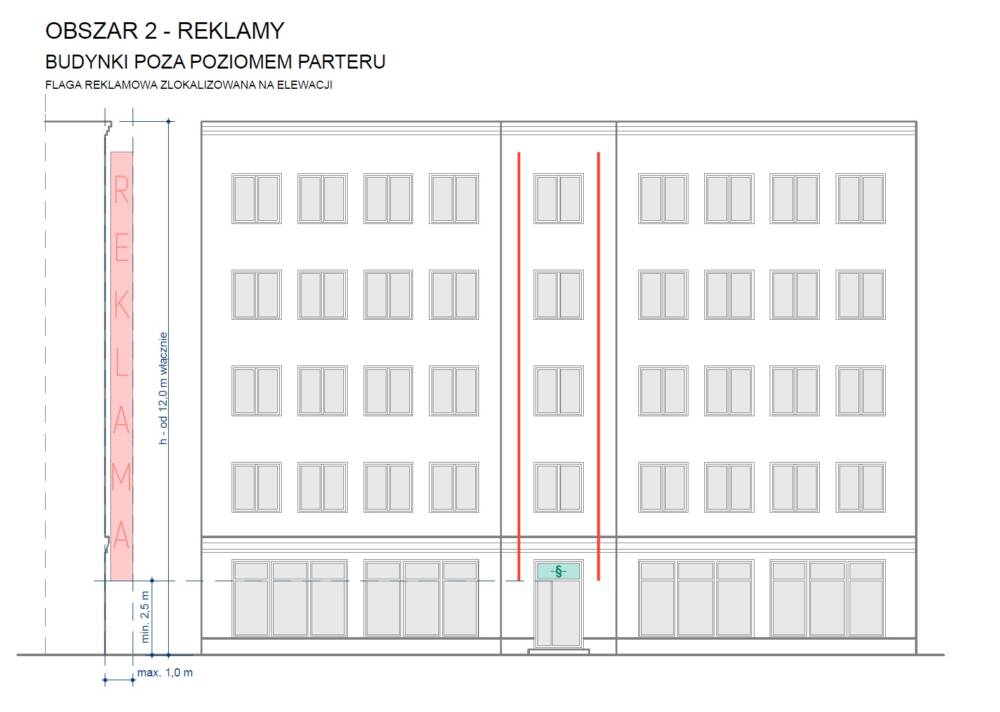 OBSZAR 2 - REKLAMY
BUDYNKI POZA POZIOMEM PARTERU
FLAGA REKLAMOWA ZLOKALIZOWANA NA ELEWACJI
REKLAMA
h - od 12,0 m włącznie
-§-
min. 2,5 m
max. 1,0 m